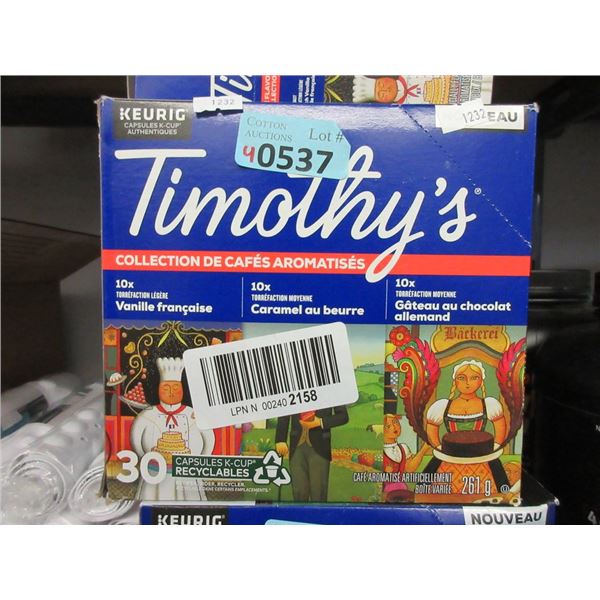 1232
KEURIG
CAPSULES K-CUP®
AUTHENTIQUES
COTTON
AUCTIONS
Lot #
40537
1232
EAU
Timothy's
COLLECTION DE CAFÉS AROMATISÉS
10x
TORRÉFACTION LÉGÈRE
Vanille française
10x
TORRÉFACTION MOYENNE
Caramel au beurre
10x
TORRÉFACTION MOYENNE
Gâteau au chocolat
allemand
Bäckerei
LPN N 00240 2158
30
CAPSULES K-CUP®
RECYCLABLES
CAFÉ AROMATISÉ ARTIFICIELLEMENT
BOÎTE VARIÉE
261 g
KEURIG
NOUVEAU